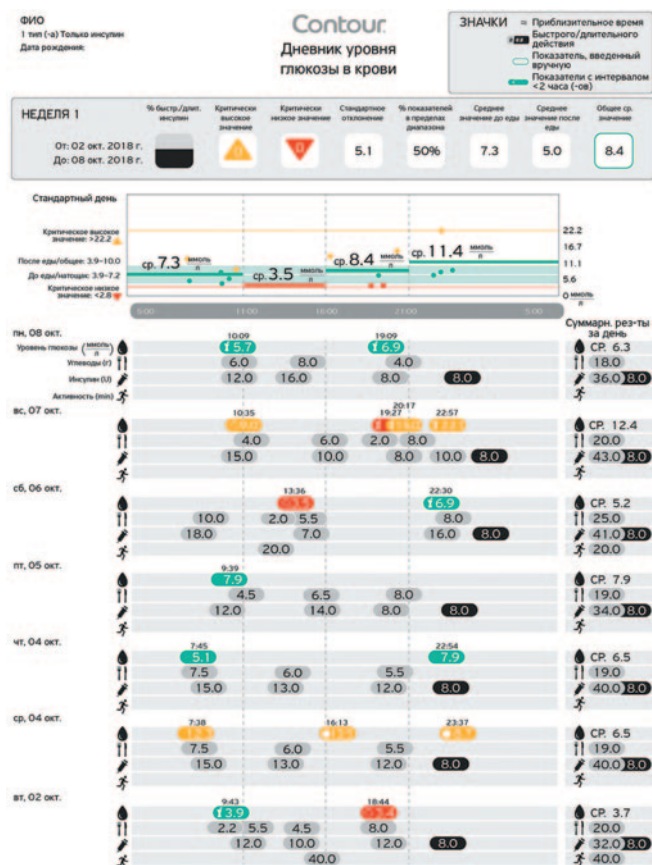 ФИО
1 тип (-а) Только инсулин
Дата рождения:
Contour
Дневник уровня
глюкозы в крови
ЗНАЧКИ
≈ Приблизительное время
Быстрого/длительного
действия
Показатель, введенный
вручную
Показатели с интервалом
<2 часа (-ов)
НЕДЕЛЯ 1
От: 02 окт. 2018 г.
До: 08 окт. 2018 г.
% быстр./длит.
инсулин
Критически
высокое
значение
Критически
низкое значение
Стандартное
отклонение
5.1
% показателей
в пределах
диапазона
50%
Среднее
значение до еды
7.3
Среднее
значение после
еды
5.0
Общее ср.
значение
8.4
Стандартный день
Критическое высокое
значение: >22.2
После еды/общее: 3.9–10.0
До еды/натощак: 3.9–7.2
Критическое низкое
значение: <2.8
ср. 7.3 ммоль/л
ср. 3.5 ммоль/л
ср. 8.4 ммоль/л
ср. 11.4 ммоль/л
22.2
16.7
11.1
5.6
0 ммоль/л
5:00 11:00 16:00 21:00 5:00
Суммарн. рез-ты
за день
пн, 08 окт.
10:09 19:09
Уровень глюкозы (ммоль/л) 5.7 6.9 СР. 6.3
Углеводы (г) 6.0 8.0 4.0 18.0
Инсулин (U) 12.0 16.0 8.0 8.0 36.0 8.0
Активность (min)
вс, 07 окт.
10:35 19:27 20:17 22:57
СР. 12.4
4.0 6.0 2.0 8.0 20.0
15.0 10.0 8.0 10.0 8.0 43.0 8.0
сб, 06 окт.
13:36 22:30
6.9 СР. 5.2
10.0 2.0 5.5 8.0 25.0
18.0 7.0 16.0 8.0 41.0 8.0
20.0 20.0
пт, 05 окт.
9:39
7.9 СР. 7.9
4.5 6.5 8.0 19.0
12.0 14.0 8.0 8.0 34.0 8.0
чт, 04 окт.
7:45 22:54
5.1 7.9 СР. 6.5
7.5 6.0 5.5 19.0
15.0 13.0 12.0 8.0 40.0 8.0
ср, 04 окт.
7:38 16:13 23:37
СР. 6.5
7.5 6.0 5.5 19.0
15.0 13.0 12.0 8.0 40.0 8.0
вт, 02 окт.
9:43 18:44
3.9 СР. 3.7
2.2 5.5 4.5 8.0 20.0
12.0 10.0 12.0 8.0 32.0 8.0
40.0 40.0